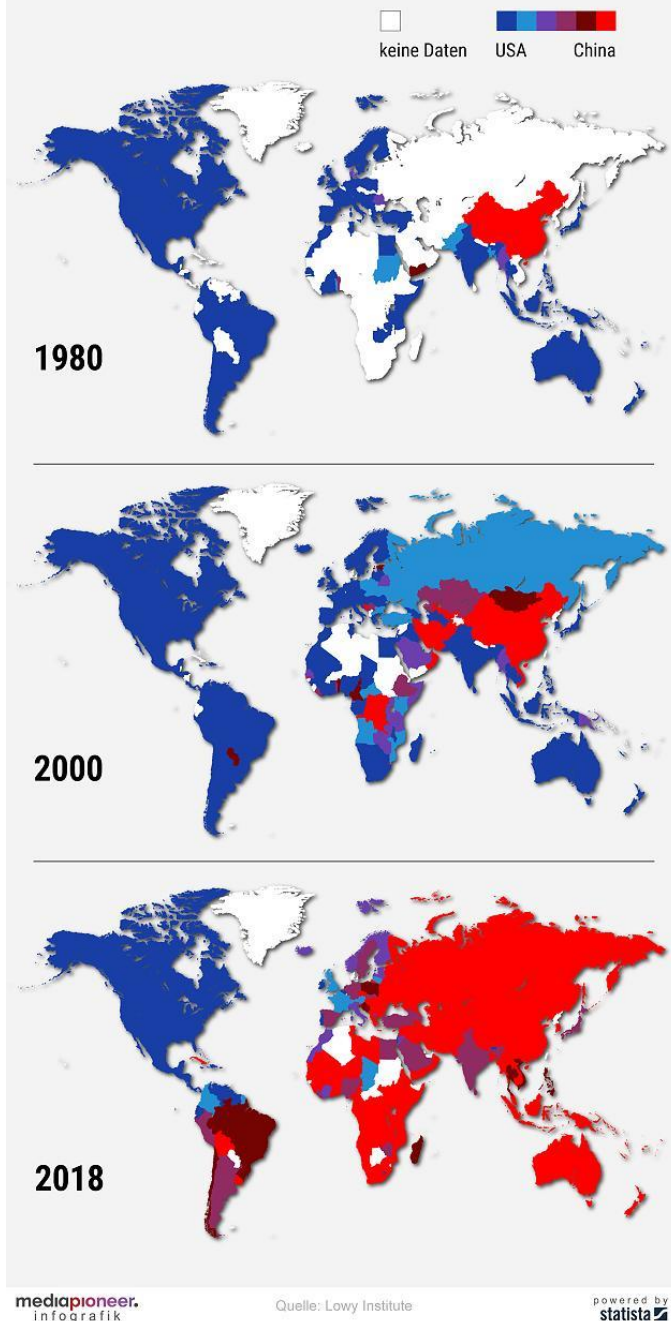 keine Daten
USA
China
1980
2000
2018
mediapioneer.
infografik
Quelle: Lowy Institute
powered by
statista